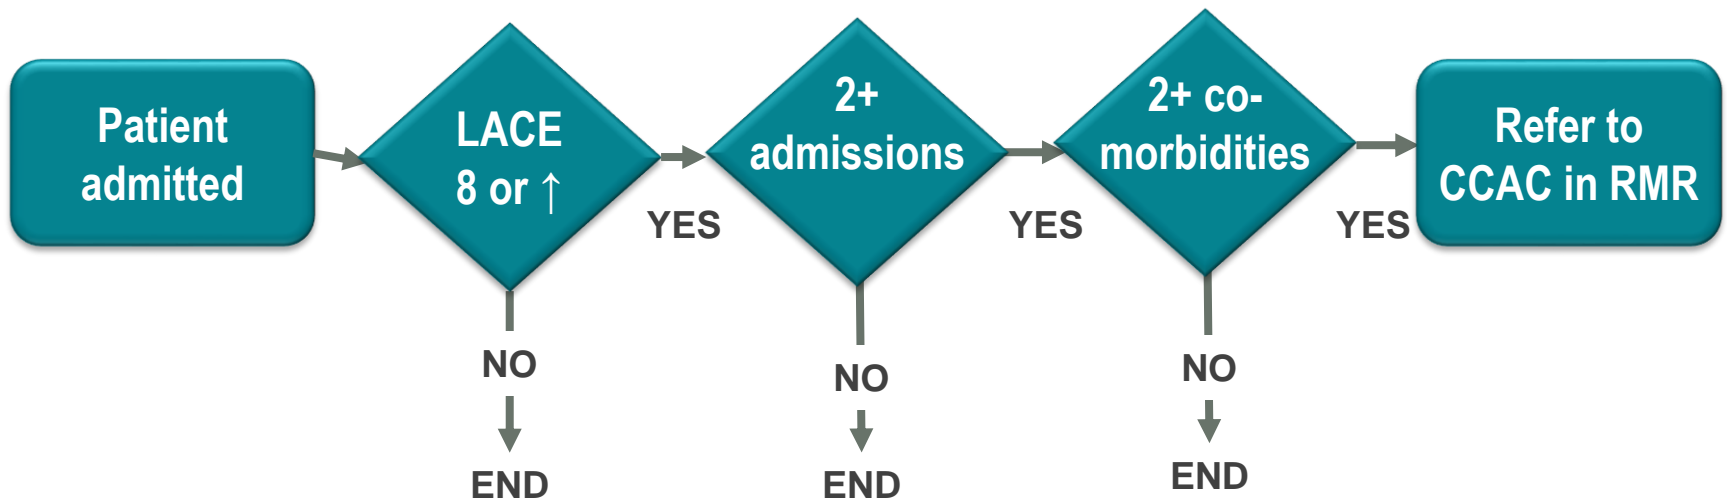 Patient
admitted
LACE
8 or ↑
YES
NO
END
2+
admissions
YES
NO
END
2+ co-
morbidities
YES
NO
END
Refer to
CCAC in RMR